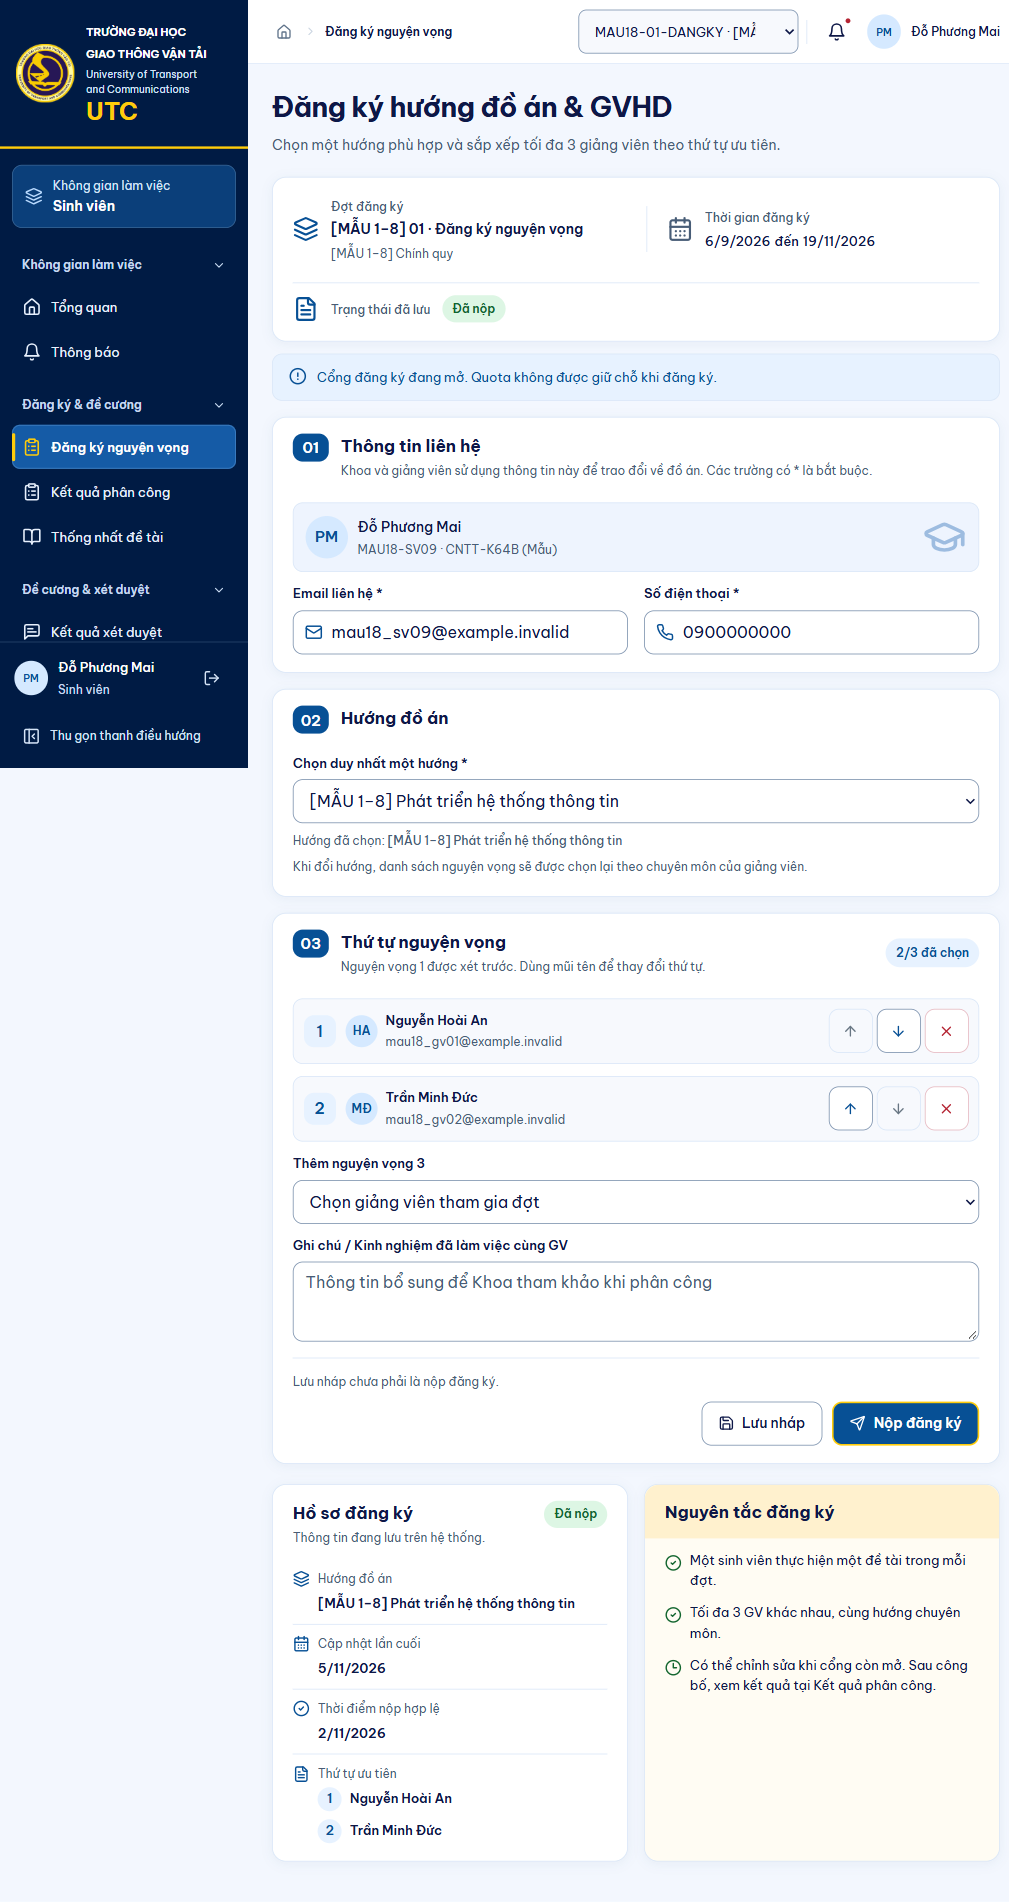 TRƯỜNG ĐẠI HỌC
GIAO THÔNG VẬN TẢI
University of Transport
and Communications
UTC
Không gian làm việc
Sinh viên
Không gian làm việc
Tổng quan
Thông báo
Đăng ký & đề cương
Đăng ký nguyện vọng
Kết quả phân công
Thống nhất đề tài
Đề cương & xét duyệt
Kết quả xét duyệt
PM
Đỗ Phương Mai
Sinh viên
Thu gọn thanh điều hướng
Đăng ký nguyện vọng
MAU18-01-DANGKY · [MẪ
PM
Đỗ Phương Mai
Đăng ký hướng đồ án & GVHD
Chọn một hướng phù hợp và sắp xếp tối đa 3 giảng viên theo thứ tự ưu tiên.
Đợt đăng ký
[MẪU 1–8] 01 · Đăng ký nguyện vọng
[MẪU 1–8] Chính quy
Thời gian đăng ký
6/9/2026 đến 19/11/2026
Trạng thái đã lưu
Đã nộp
Cổng đăng ký đang mở. Quota không được giữ chỗ khi đăng ký.
01
Thông tin liên hệ
Khoa và giảng viên sử dụng thông tin này để trao đổi về đồ án. Các trường có * là bắt buộc.
PM
Đỗ Phương Mai
MAU18-SV09 · CNTT-K64B (Mẫu)
Email liên hệ *
mau18_sv09@example.invalid
Số điện thoại *
0900000000
02
Hướng đồ án
Chọn duy nhất một hướng *
[MẪU 1–8] Phát triển hệ thống thông tin
Hướng đã chọn: [MẪU 1–8] Phát triển hệ thống thông tin
Khi đổi hướng, danh sách nguyện vọng sẽ được chọn lại theo chuyên môn của giảng viên.
03
Thứ tự nguyện vọng
Nguyện vọng 1 được xét trước. Dùng mũi tên để thay đổi thứ tự.
2/3 đã chọn
1
HA
Nguyễn Hoài An
mau18_gv01@example.invalid
2
MĐ
Trần Minh Đức
mau18_gv02@example.invalid
Thêm nguyện vọng 3
Chọn giảng viên tham gia đợt
Ghi chú / Kinh nghiệm đã làm việc cùng GV
Thông tin bổ sung để Khoa tham khảo khi phân công
Lưu nháp chưa phải là nộp đăng ký.
Lưu nháp
Nộp đăng ký
Hồ sơ đăng ký
Đã nộp
Thông tin đang lưu trên hệ thống.
Hướng đồ án
[MẪU 1–8] Phát triển hệ thống thông tin
Cập nhật lần cuối
5/11/2026
Thời điểm nộp hợp lệ
2/11/2026
Thứ tự ưu tiên
1
Nguyễn Hoài An
2
Trần Minh Đức
Nguyên tắc đăng ký
Một sinh viên thực hiện một đề tài trong mỗi
đợt.
Tối đa 3 GV khác nhau, cùng hướng chuyên
môn.
Có thể chỉnh sửa khi cổng còn mở. Sau công
bố, xem kết quả tại Kết quả phân công.